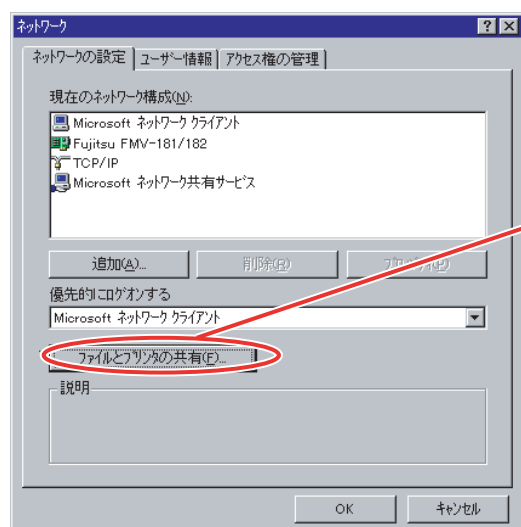 ネットワーク
ネットワークの設定 ユーザー情報 アクセス権の管理
現在のネットワーク構成(N):
Microsoft ネットワーク クライアント
Fujitsu FMV-181/182
TCP/IP
Microsoft ネットワーク共有サービス
追加(A)... 削除(R) プロパティ(P)
優先的にログオンする
Microsoft ネットワーク クライアント
ファイルとプリンタの共有(F)...
説明
OK キャンセル